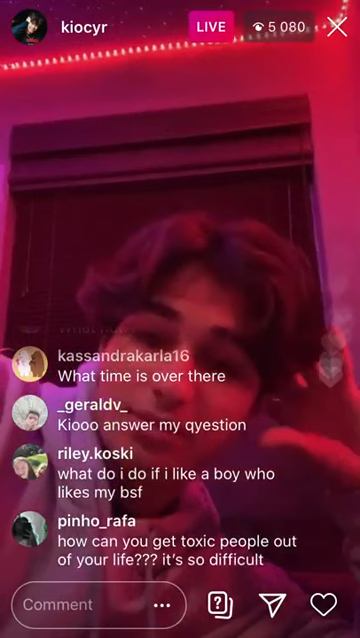 kiocyr
LIVE
5 080
kassandrakarla16
What time is over there
_geraldv_
Kiooo answer my qyestion
riley.koski
what do i do if i like a boy who
likes my bsf
pinho_rafa
how can you get toxic people out
of your life??? it's so difficult
Comment